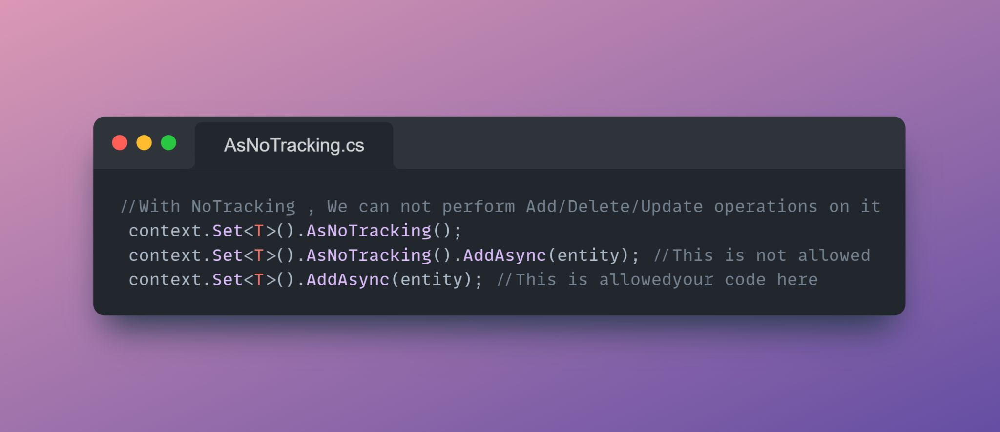 AsNoTracking.cs
//With NoTracking , We can not perform Add/Delete/Update operations on it
context.Set<T>().AsNoTracking();
context.Set<T>().AsNoTracking().AddAsync(entity); //This is not allowed
context.Set<T>().AddAsync(entity); //This is allowedyour code here